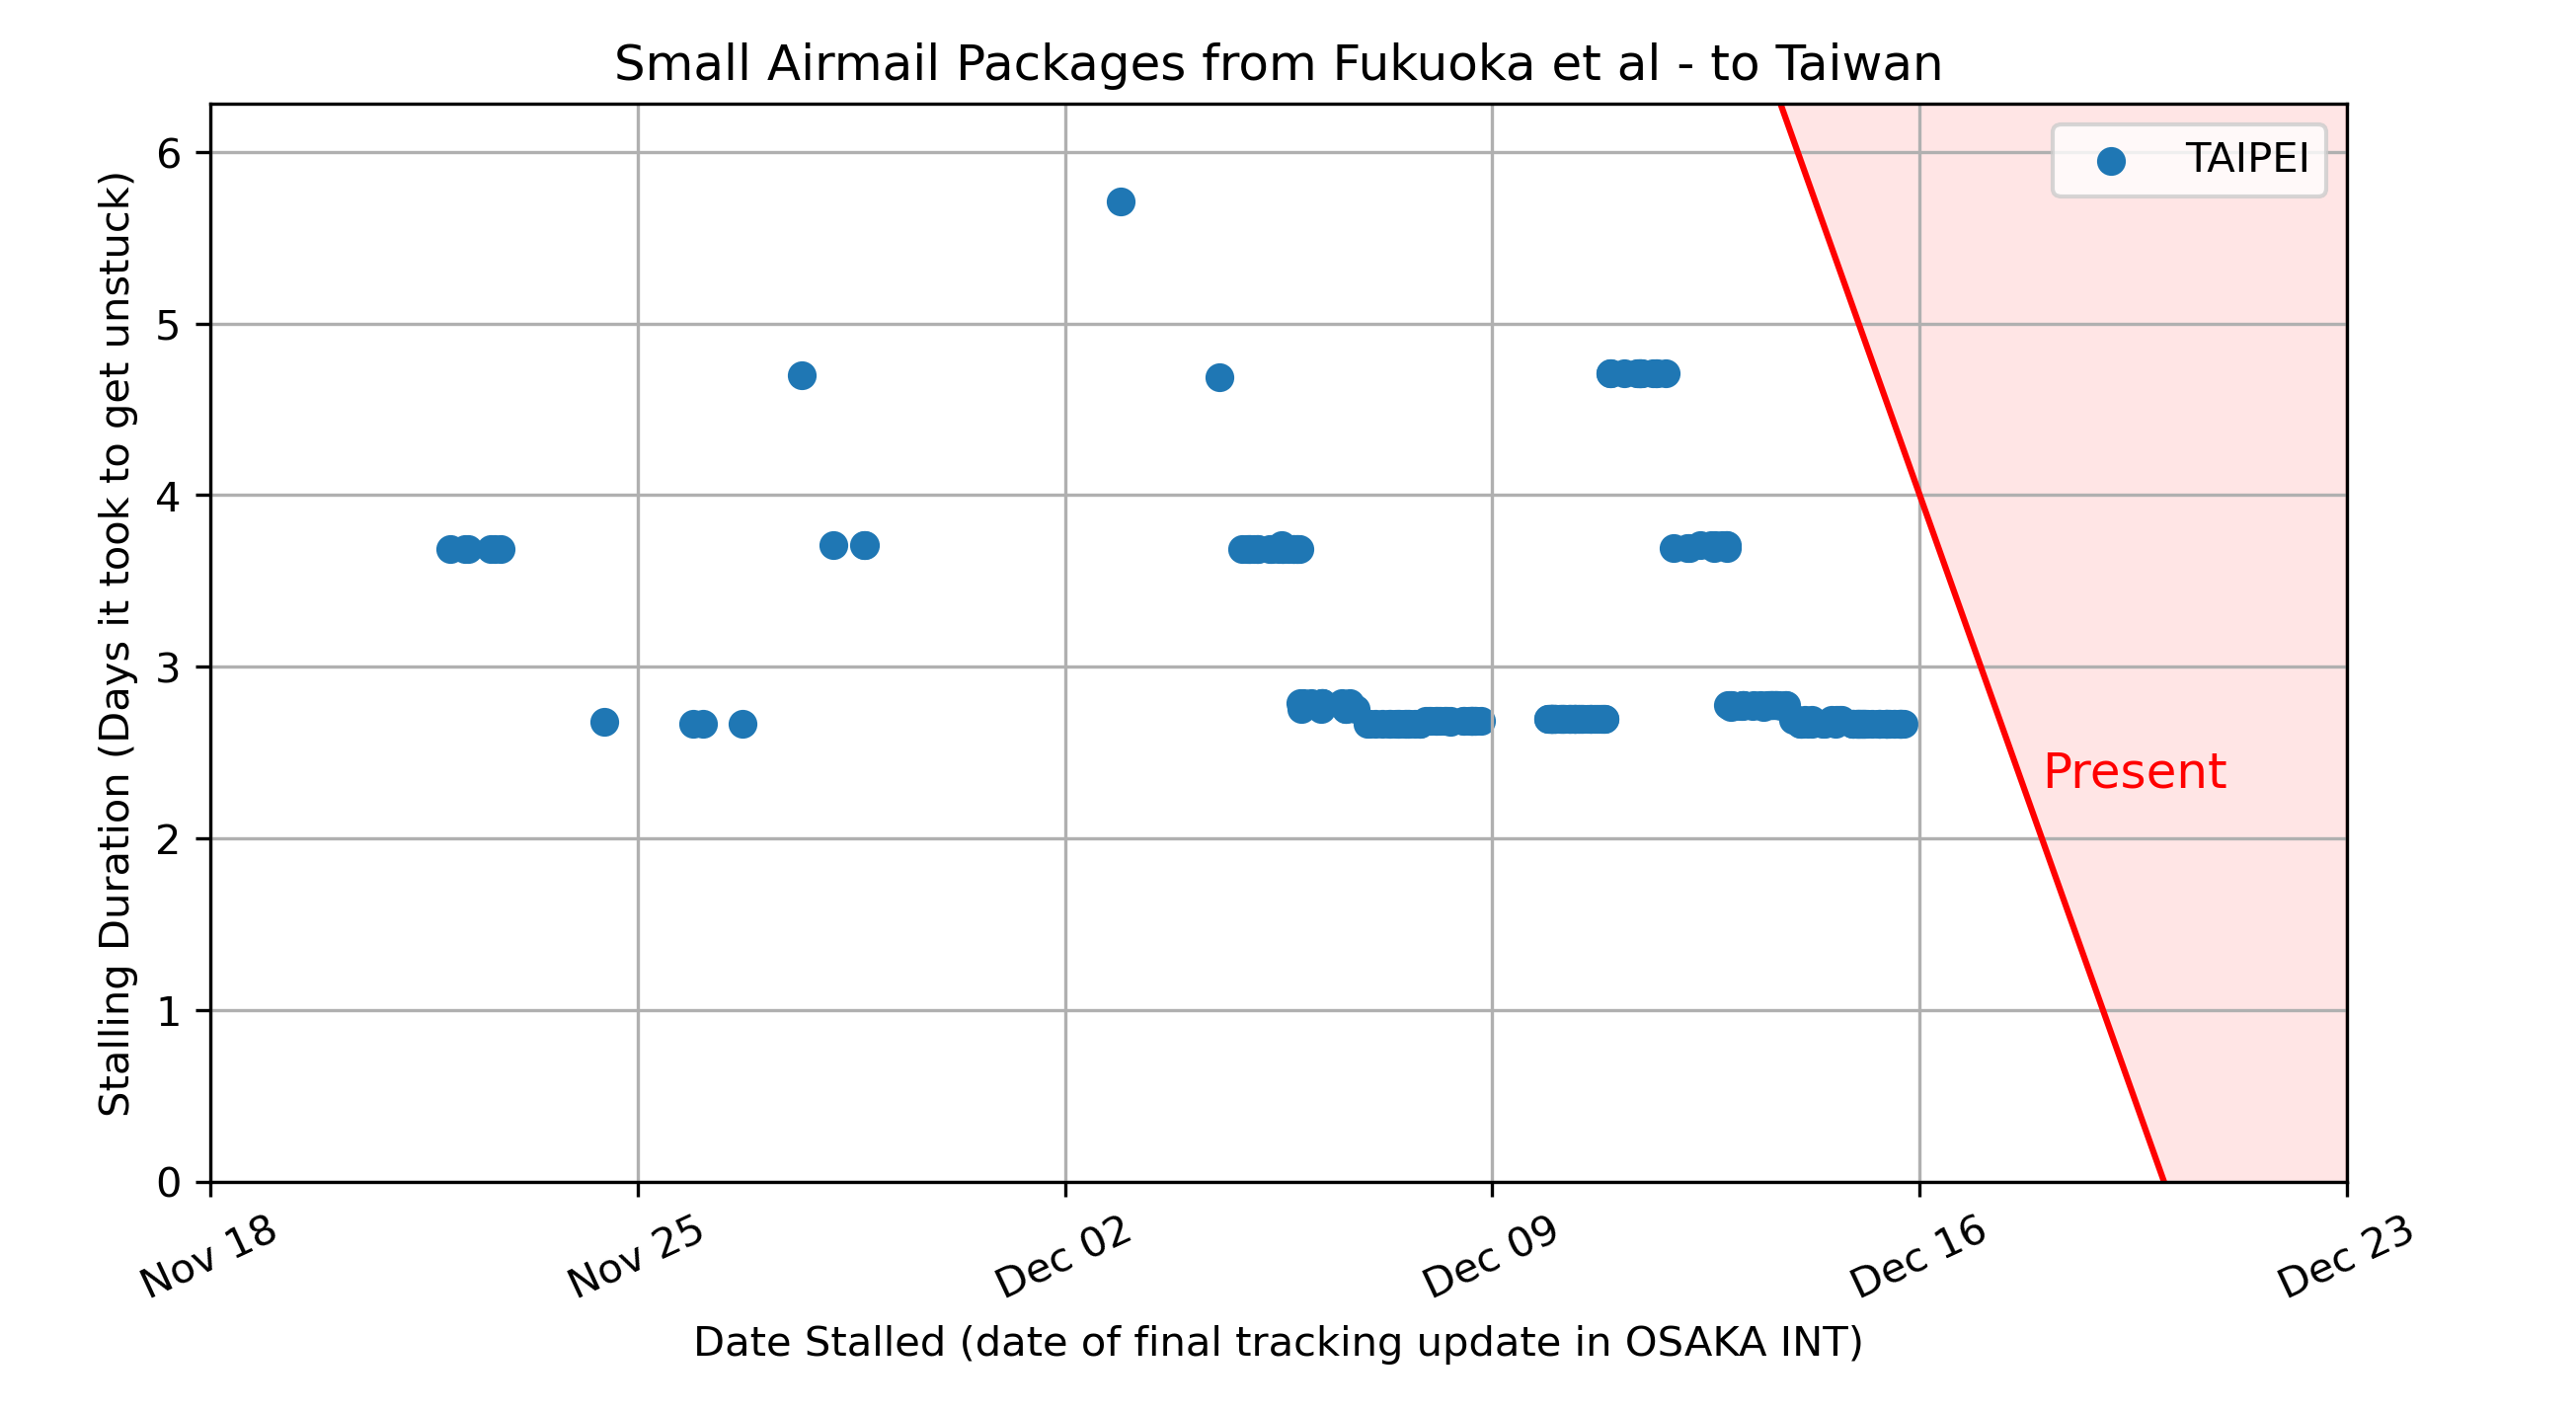 Small Airmail Packages from Fukuoka et al - to Taiwan
TAIPEI
Stalling Duration (Days it took to get unstuck)
6
5
4
3
2
1
0
Present
Nov 18
Nov 25
Dec 02
Dec 09
Dec 16
Dec 23
Date Stalled (date of final tracking update in OSAKA INT)